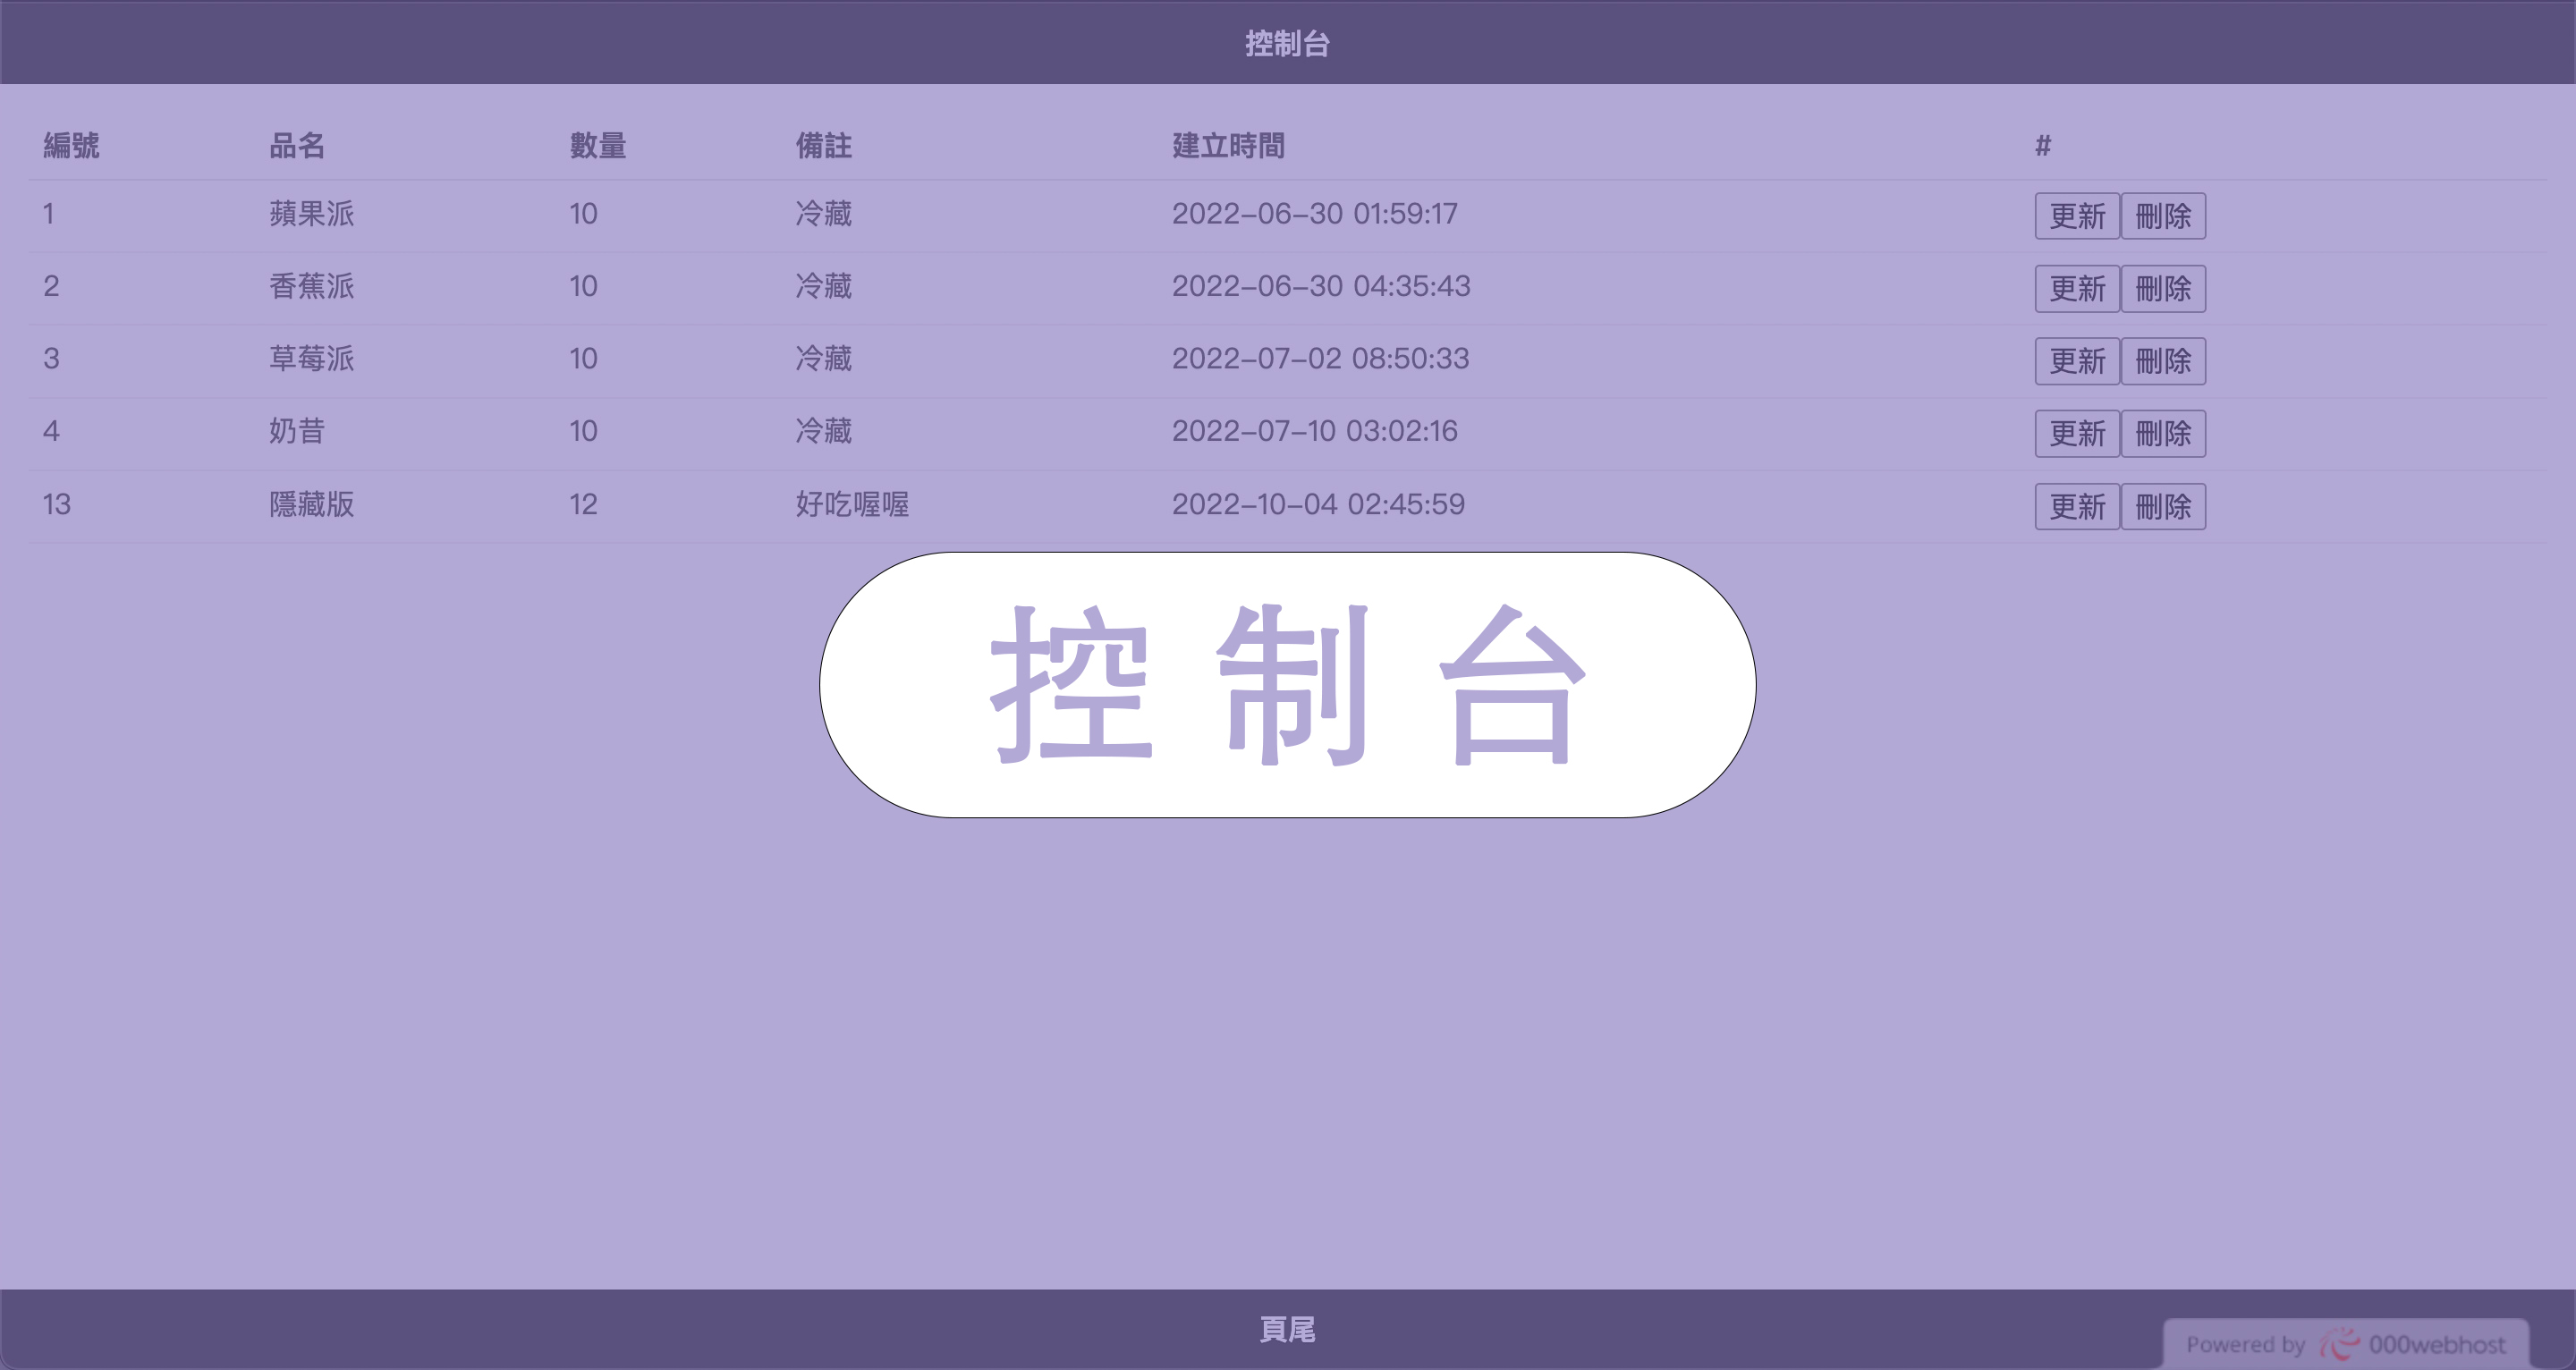 控制台
編號 品名 數量 備註 建立時間 #
1 蘋果派 10 冷藏 2022-06-30 01:59:17 更新 刪除
2 香蕉派 10 冷藏 2022-06-30 04:35:43 更新 刪除
3 草莓派 10 冷藏 2022-07-02 08:50:33 更新 刪除
4 奶昔 10 冷藏 2022-07-10 03:02:16 更新 刪除
13 隱藏版 12 好吃喔喔 2022-10-04 02:45:59 更新 刪除
控制台
頁尾
Powered by 000webhost